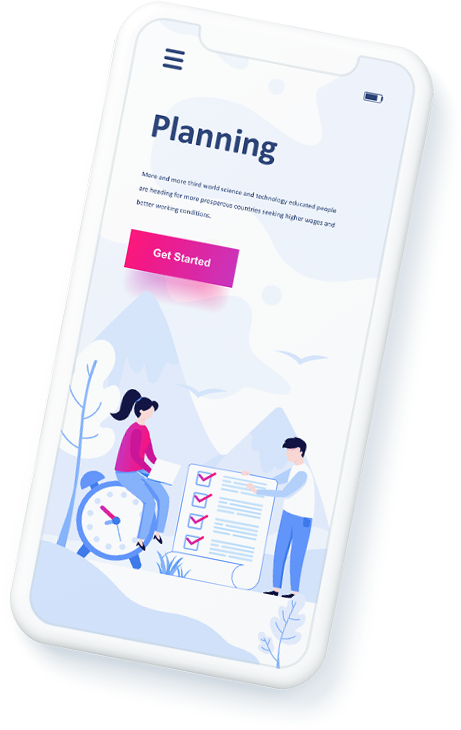 Planning
More and more third world science and technology educated people
are heading for more prosperous countries seeking higher wages and
better working conditions.
Get Started